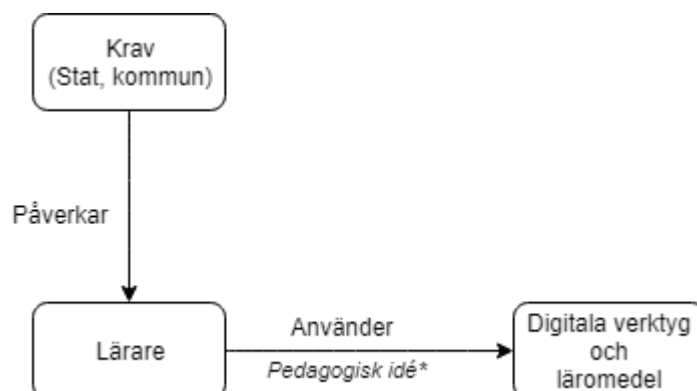 Krav
(Stat, kommun)
Påverkar
Lärare
Använder
Pedagogisk idé*
Digitala verktyg
och
läromedel